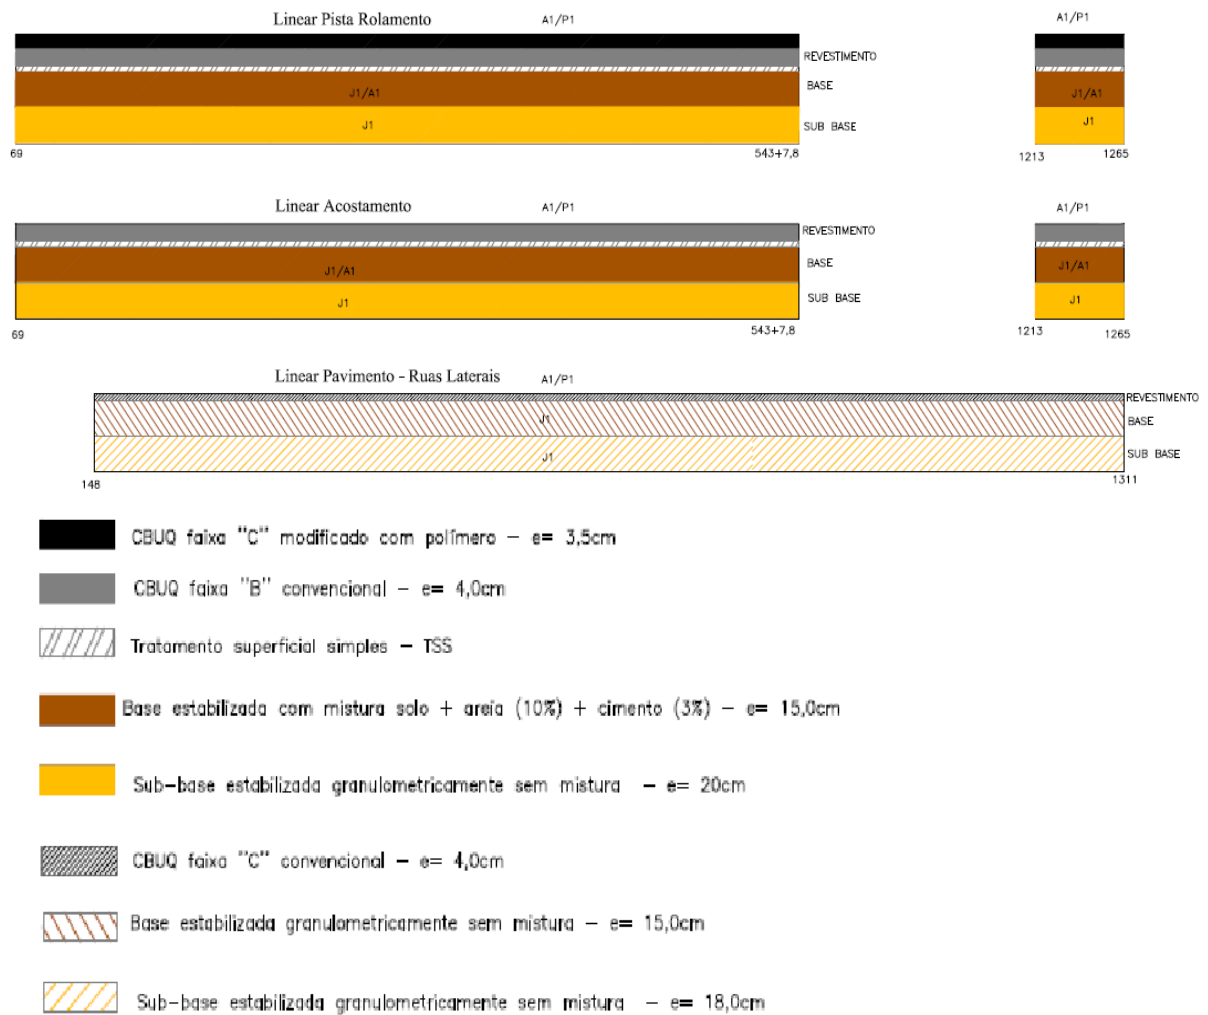 Linear Pista Rolamento A1/P1 A1/P1
REVESTIMENTO
J1/A1 BASE J1/A1
J1 SUB BASE J1
69 543+7,8 1213 1265
Linear Acostamento A1/P1 A1/P1
REVESTIMENTO
J1/A1 BASE J1/A1
J1 SUB BASE J1
69 543+7,8 1213 1265
Linear Pavimento - Ruas Laterais A1/P1
REVESTIMENTO
J1 BASE
J1 SUB BASE
148 1311
CBUQ faixa "C" modificado com polímero - e= 3,5cm
CBUQ faixa "B" convencional - e= 4,0cm
Tratamento superficial simples - TSS
Base estabilizada com mistura solo + areia (10%) + cimento (3%) - e= 15,0cm
Sub-base estabilizada granulometricamente sem mistura - e= 20cm
CBUQ faixa "C" convencional - e= 4,0cm
Base estabilizada granulometricamente sem mistura - e= 15,0cm
Sub-base estabilizada granulometricamente sem mistura - e= 18,0cm